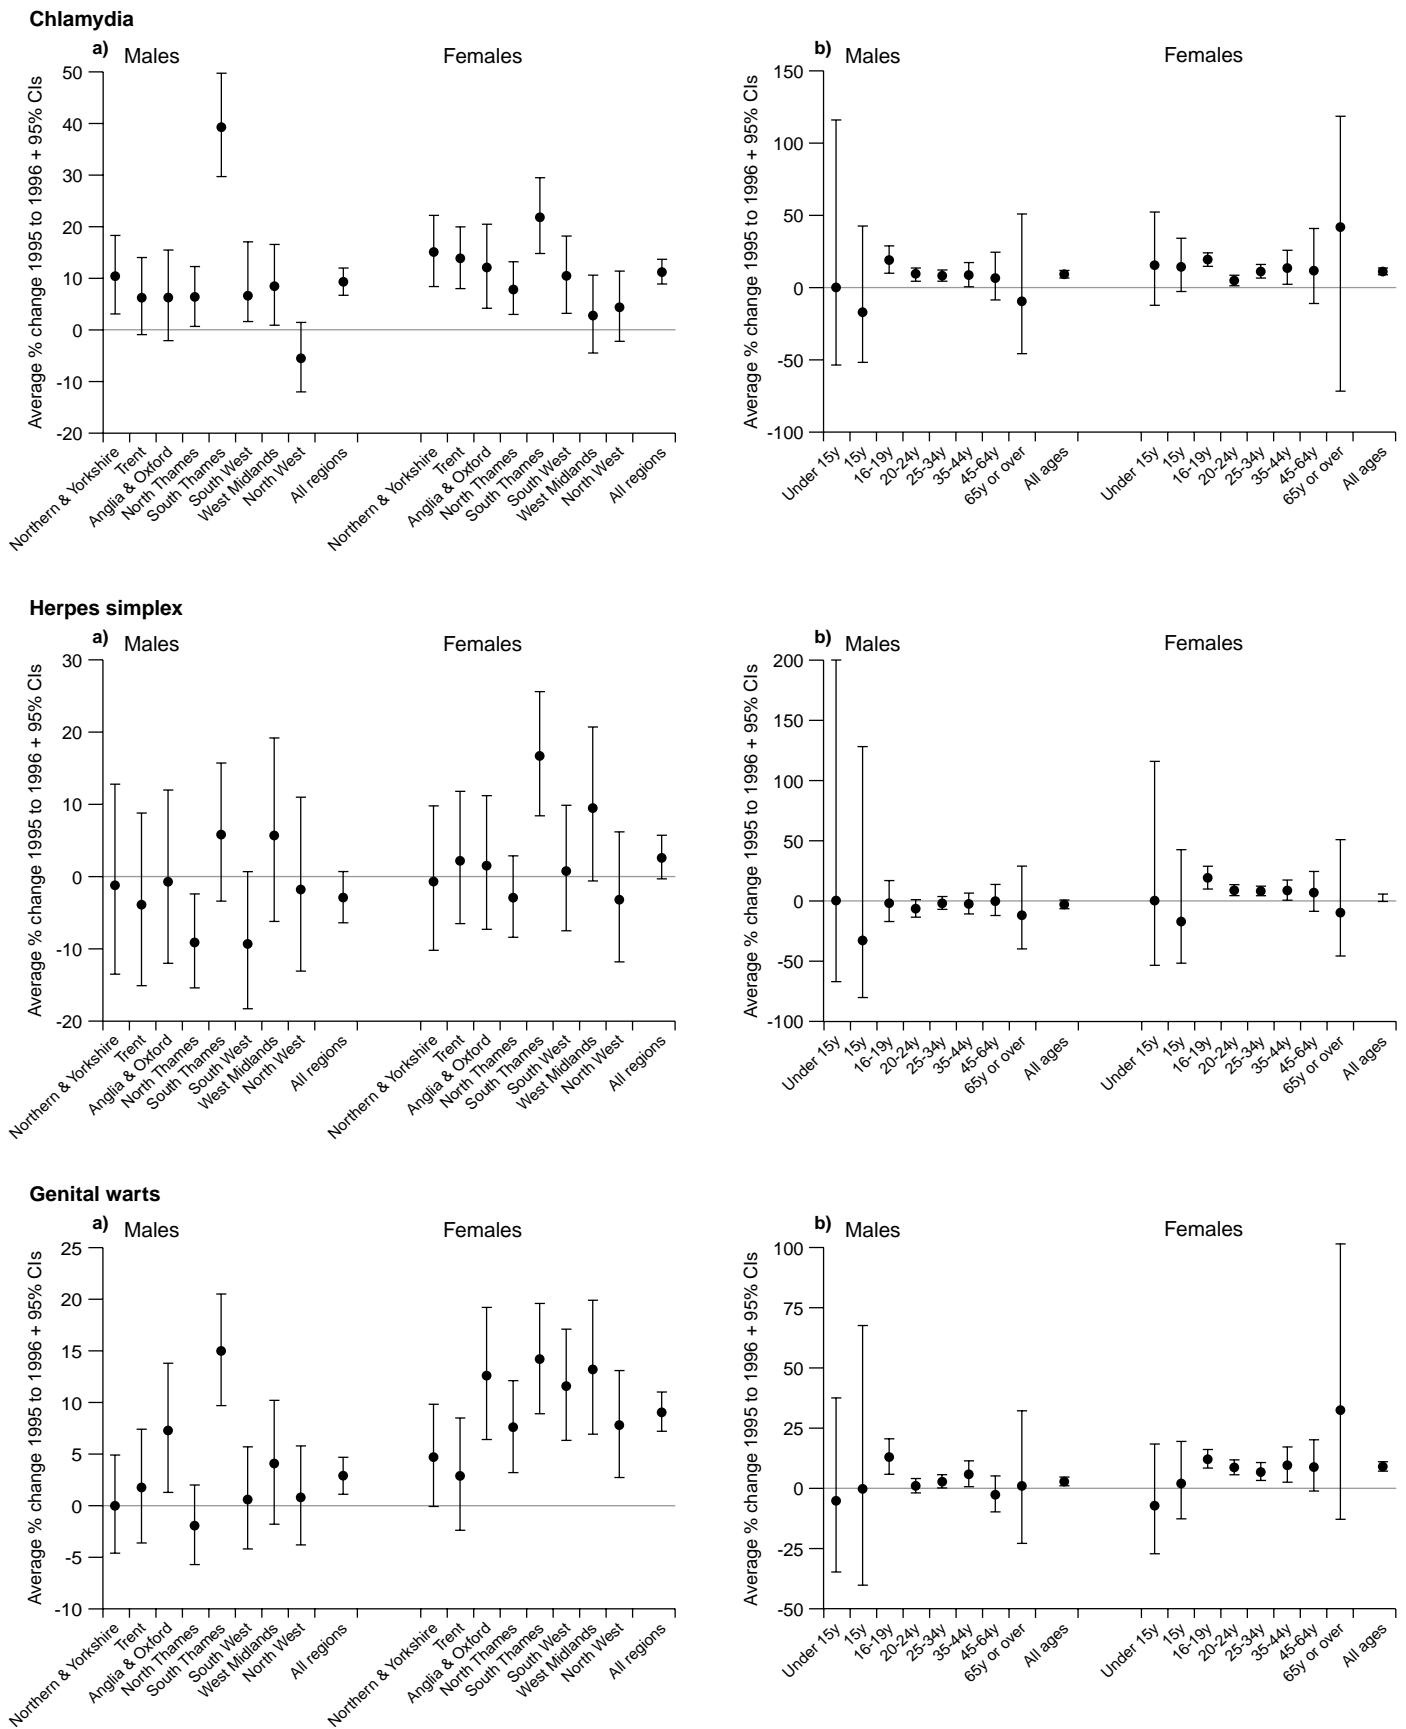 Chlamydia
a) Males Females
Average % change 1995 to 1996 + 95% CIs
50
40
30
20
10
0
-10
-20
Northern & Yorkshire
Trent
Anglia & Oxford
North Thames
South Thames
South West
West Midlands
North West
All regions
Northern & Yorkshire
Trent
Anglia & Oxford
North Thames
South Thames
South West
West Midlands
North West
All regions
b) Males Females
Average % change 1995 to 1996 + 95% CIs
150
100
50
0
-50
-100
Under 15y
15y
16-19y
20-24y
25-34y
35-44y
45-64y
65y or over
All ages
Under 15y
15y
16-19y
20-24y
25-34y
35-44y
45-64y
65y or over
All ages
Herpes simplex
a) Males Females
Average % change 1995 to 1996 + 95% CIs
30
20
10
0
-10
-20
Northern & Yorkshire
Trent
Anglia & Oxford
North Thames
South Thames
South West
West Midlands
North West
All regions
Northern & Yorkshire
Trent
Anglia & Oxford
North Thames
South Thames
South West
West Midlands
North West
All regions
b) Males Females
Average % change 1995 to 1996 + 95% CIs
200
150
100
50
0
-50
-100
Under 15y
15y
16-19y
20-24y
25-34y
35-44y
45-64y
65y or over
All ages
Under 15y
15y
16-19y
20-24y
25-34y
35-44y
45-64y
65y or over
All ages
Genital warts
a) Males Females
Average % change 1995 to 1996 + 95% CIs
25
20
15
10
5
0
-5
-10
Northern & Yorkshire
Trent
Anglia & Oxford
North Thames
South Thames
South West
West Midlands
North West
All regions
Northern & Yorkshire
Trent
Anglia & Oxford
North Thames
South Thames
South West
West Midlands
North West
All regions
b) Males Females
Average % change 1995 to 1996 + 95% CIs
100
75
50
25
0
-25
-50
Under 15y
15y
16-19y
20-24y
25-34y
35-44y
45-64y
65y or over
All ages
Under 15y
15y
16-19y
20-24y
25-34y
35-44y
45-64y
65y or over
All ages